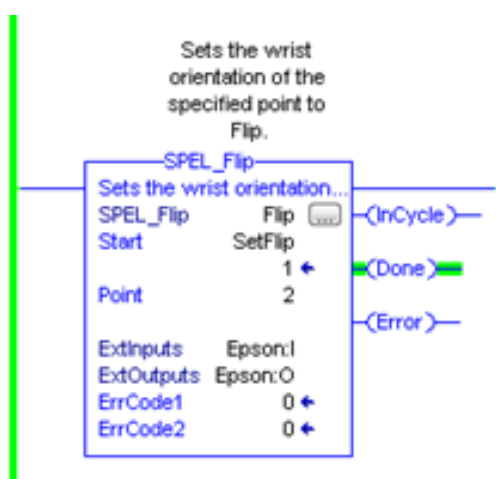 Sets the wrist
orientation of the
specified point to
Flip.
SPEL_Flip
Sets the wrist orientation...
SPEL_Flip Flip ... (InCycle)
Start SetFlip
1 (Done)
Point 2
(Error)
ExtInputs Epson:I
ExtOutputs Epson:O
ErrCode1 0
ErrCode2 0